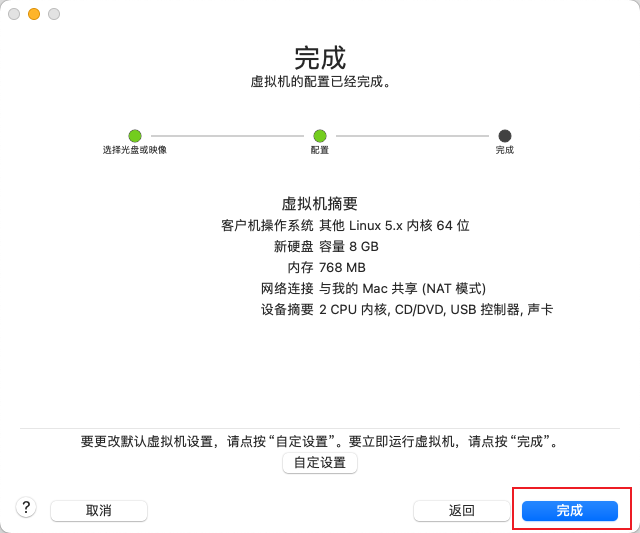 完成
虚拟机的配置已经完成。
选择光盘或映像
配置
完成
虚拟机摘要
客户机操作系统 其他 Linux 5.x 内核 64 位
新硬盘 容量 8 GB
内存 768 MB
网络连接 与我的 Mac 共享 (NAT 模式)
设备摘要 2 CPU 内核, CD/DVD, USB 控制器, 声卡
要更改默认虚拟机设置，请点按“自定设置”。要立即运行虚拟机，请点按“完成”。
自定设置
?
取消
返回
完成